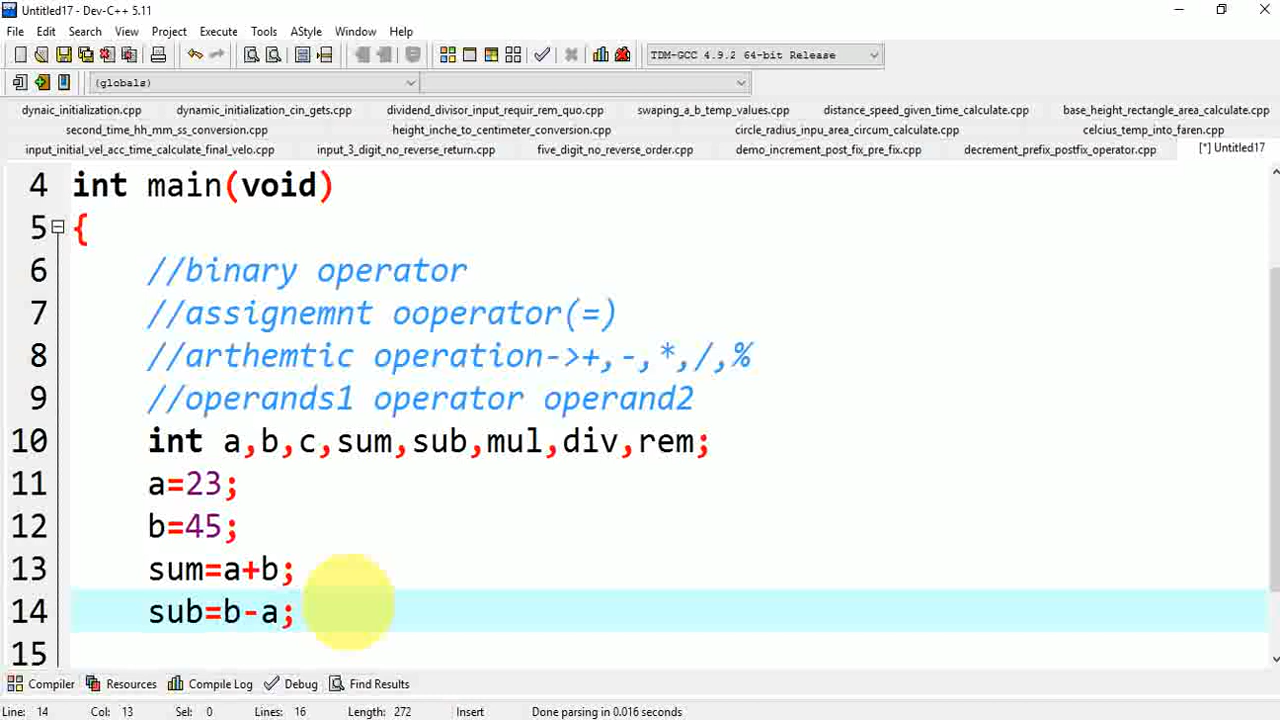 Untitled17 - Dev-C++ 5.11
File Edit Search View Project Execute Tools AStyle Window Help
TDM-GCC 4.9.2 64-bit Release
(globals)
dynaic_initialization.cpp dynamic_initialization_cin_gets.cpp dividend_divisor_input_requir_rem_quo.cpp swaping_a_b_temp_values.cpp distance_speed_given_time_calculate.cpp base_height_rectangle_area_calculate.cpp
second_time_hh_mm_ss_conversion.cpp height_inche_to_centimeter_conversion.cpp circle_radius_inpu_area_circum_calculate.cpp celcius_temp_into_faren.cpp
input_initial_vel_acc_time_calculate_final_velo.cpp input_3_digit_no_reverse_return.cpp five_digit_no_reverse_order.cpp demo_increment_post_fix_pre_fix.cpp decrement_prefix_postfix_operator.cpp [*] Untitled17
4 int main(void)
5 {
6 //binary operator
7 //assignemnt ooperator(=)
8 //arthemtic operation->+,-,*,/,%
9 //operands1 operator operand2
10 int a,b,c,sum,sub,mul,div,rem;
11 a=23;
12 b=45;
13 sum=a+b;
14 sub=b-a;
15
Compiler Resources Compile Log Debug Find Results
Line: 14 Col: 13 Sel: 0 Lines: 16 Length: 272 Insert Done parsing in 0.016 seconds